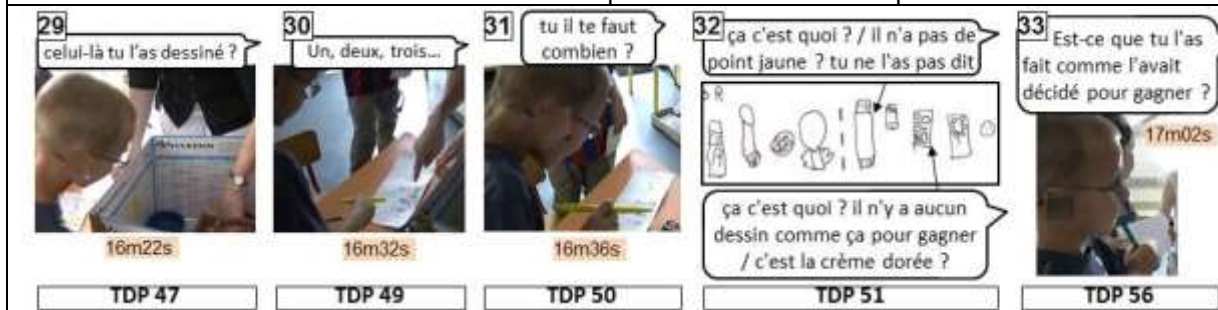 29
celui-là tu l'as dessiné ?
16m22s
TDP 47
30
Un, deux, trois...
16m32s
TDP 49
31
tu il te faut
combien ?
16m36s
TDP 50
32
ça c'est quoi ? / il n'a pas de
point jaune ? tu ne l'as pas dit
ça c'est quoi ? il n'y a aucun
dessin comme ça pour gagner
/ c'est la crème dorée ?
TDP 51
33
Est-ce que tu l'as
fait comme l'avait
décidé pour gagner ?
17m02s
TDP 56